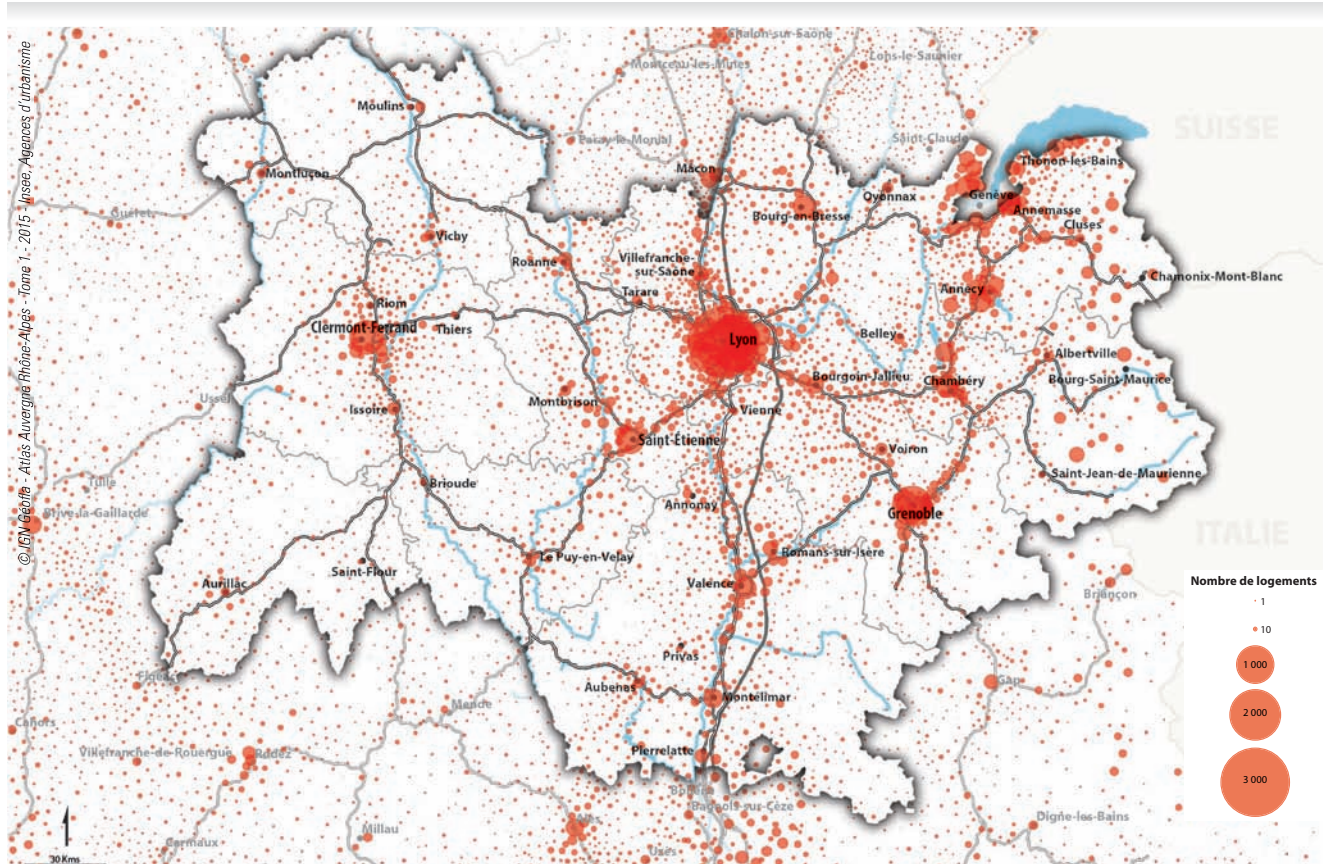 © IGN Géofla - Atlas Auvergne Rhône-Alpes - Tome 1 - 2015 - Insee, Agences d'urbanisme
Chalon-sur-Saône
Montceau-les-Mines
Lons-le-Saunier
Moulins
SUISSE
Paray-le-Monial
Saint-Claude
Thonon-les-Bains
Mâcon
Montluçon
Genève
Oyonnax
Guéret
Bourg-en-Bresse
Annemasse
Cluses
Vichy
Villefranche-
sur-Saône
Roanne
Chamonix-Mont-Blanc
Annecy
Tarare
Riom
Clermont-Ferrand
Thiers
Lyon
Belley
Albertville
Bourgoin-Jallieu
Chambéry
Bourg-Saint-Maurice
Ussel
Montbrison
Issoire
Vienne
Saint-Étienne
Voiron
Saint-Jean-de-Maurienne
Tulle
Brioude
Annonay
Brive-la-Gaillarde
Grenoble
ITALIE
Le Puy-en-Velay
Romans-sur-Isère
Saint-Flour
Aurillac
Valence
Nombre de logements
1
10
1 000
2 000
3 000
Briançon
Privas
Figeac
Aubenas
Gap
Montélimar
Mende
Cahors
Villefranche-de-Rouergue
Rodez
Pierrelatte
Bagnols-sur-Cèze
Alès
Digne-les-Bains
Millau
Carmaux
Uzès
30 Kms